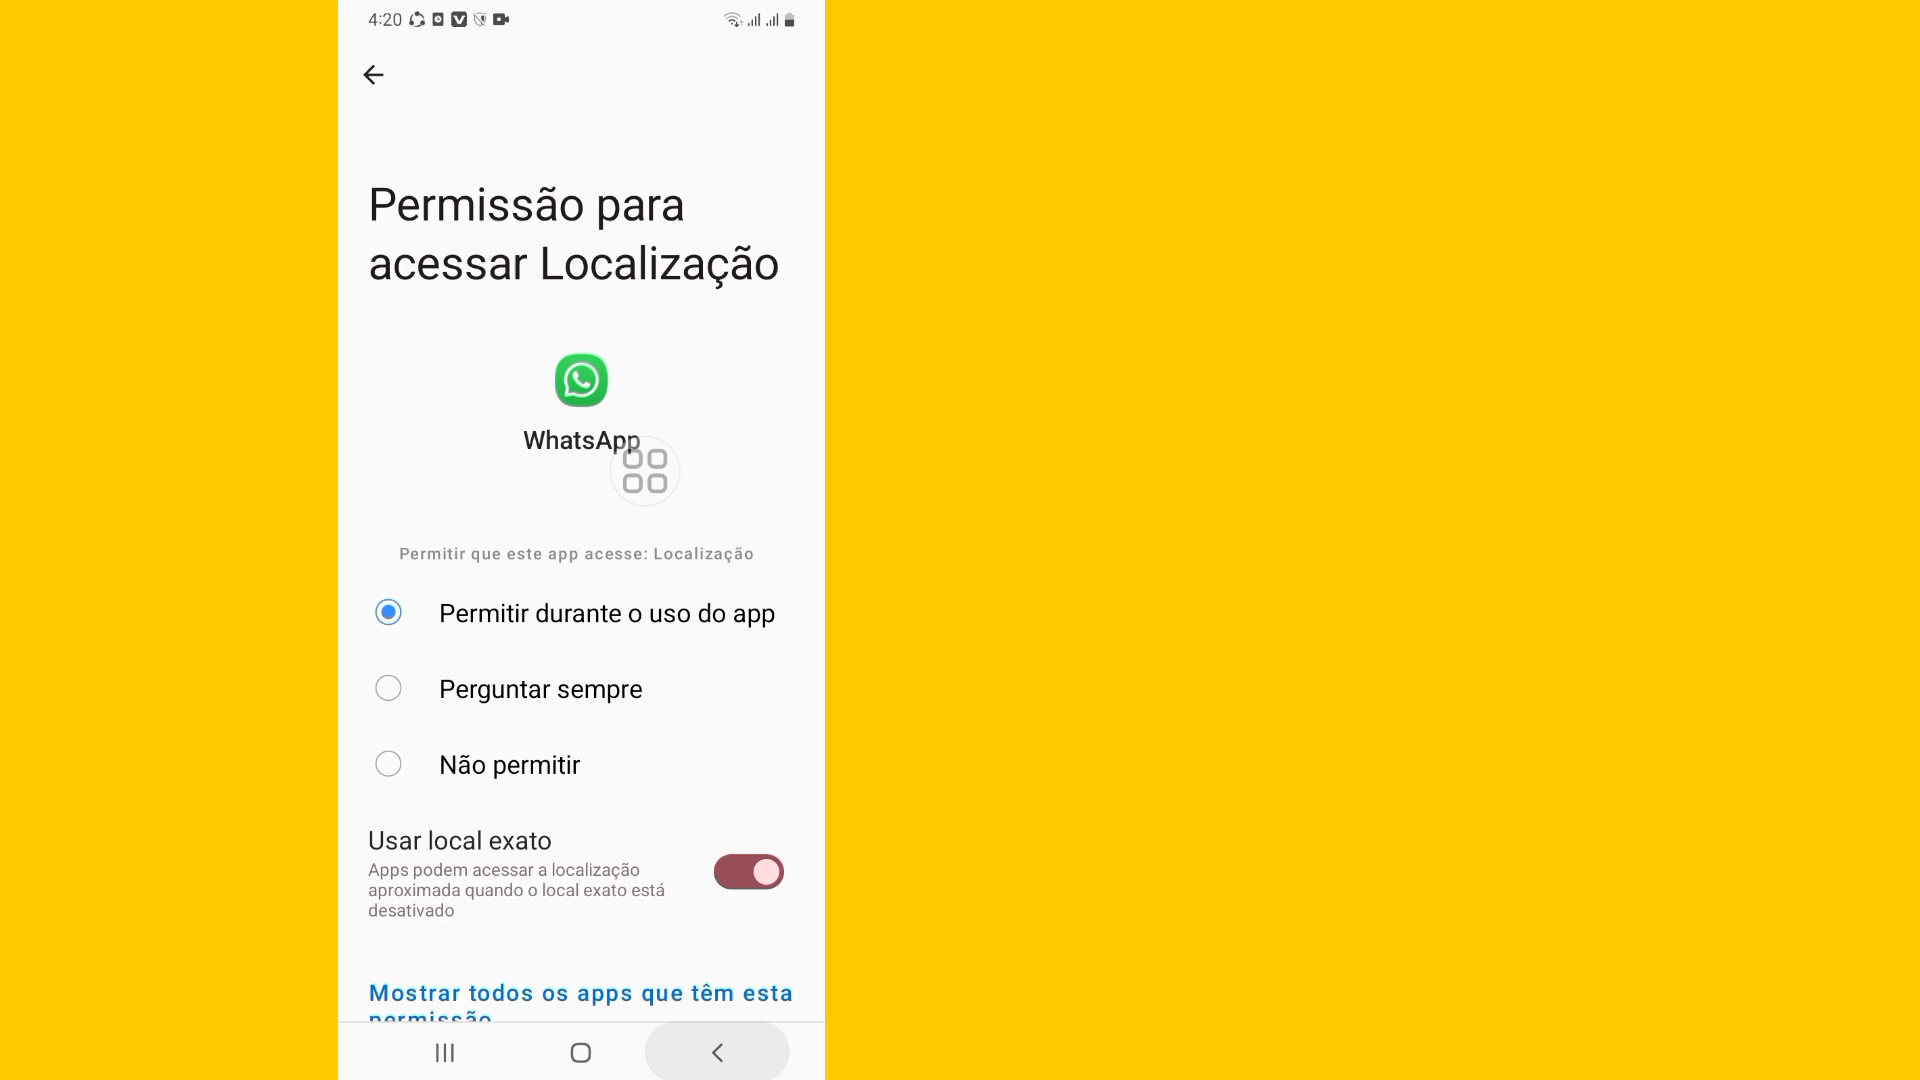 4:20
Permissão para
acessar Localização
WhatsApp
Permitir que este app acesse: Localização
Permitir durante o uso do app
Perguntar sempre
Não permitir
Usar local exato
Apps podem acessar a localização
aproximada quando o local exato está
desativado
Mostrar todos os apps que têm esta
permissão